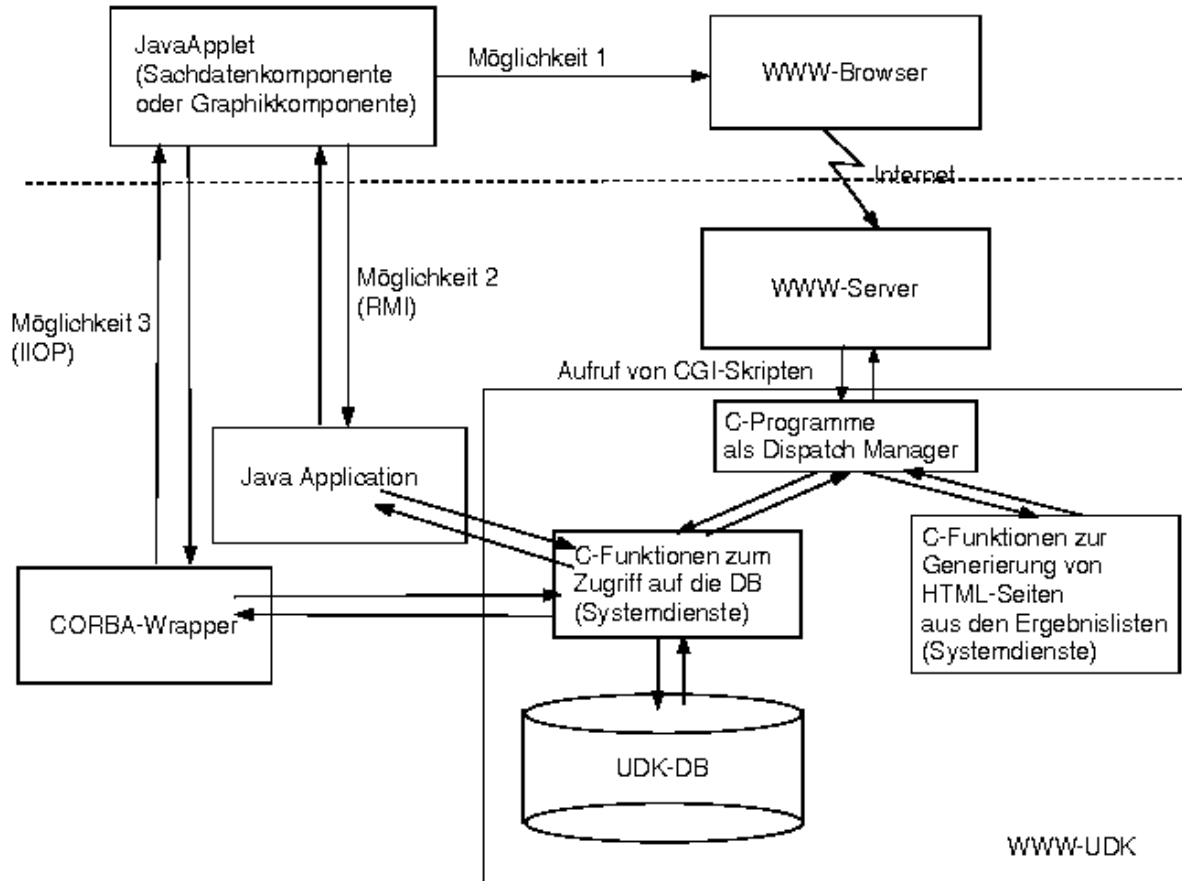 JavaApplet
(Sachdatenkomponente
oder Graphikkomponente)
Möglichkeit 1
WWW-Browser
Internet
WWW-Server
Möglichkeit 2
(RMI)
Möglichkeit 3
(IIOP)
Aufruf von CGI-Skripten
C-Programme
als Dispatch Manager
Java Application
C-Funktionen zum
Zugriff auf die DB
(Systemdienste)
C-Funktionen zur
Generierung von
HTML-Seiten
aus den Ergebnislisten
(Systemdienste)
CORBA-Wrapper
UDK-DB
WWW-UDK